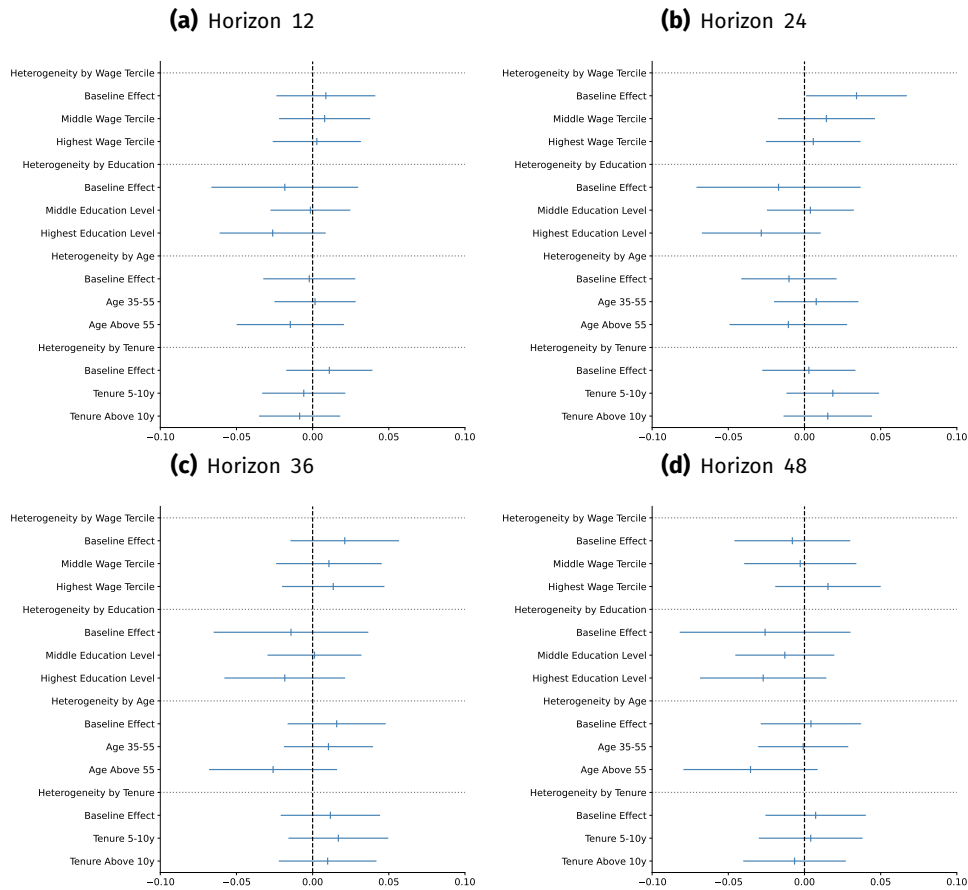 (a) Horizon 12
Heterogeneity by Wage Tercile
Baseline Effect
Middle Wage Tercile
Highest Wage Tercile
Heterogeneity by Education
Baseline Effect
Middle Education Level
Highest Education Level
Heterogeneity by Age
Baseline Effect
Age 35-55
Age Above 55
Heterogeneity by Tenure
Baseline Effect
Tenure 5-10y
Tenure Above 10y
−0.10 −0.05 0.00 0.05 0.10
(b) Horizon 24
Heterogeneity by Wage Tercile
Baseline Effect
Middle Wage Tercile
Highest Wage Tercile
Heterogeneity by Education
Baseline Effect
Middle Education Level
Highest Education Level
Heterogeneity by Age
Baseline Effect
Age 35-55
Age Above 55
Heterogeneity by Tenure
Baseline Effect
Tenure 5-10y
Tenure Above 10y
−0.10 −0.05 0.00 0.05 0.10
(c) Horizon 36
Heterogeneity by Wage Tercile
Baseline Effect
Middle Wage Tercile
Highest Wage Tercile
Heterogeneity by Education
Baseline Effect
Middle Education Level
Highest Education Level
Heterogeneity by Age
Baseline Effect
Age 35-55
Age Above 55
Heterogeneity by Tenure
Baseline Effect
Tenure 5-10y
Tenure Above 10y
−0.10 −0.05 0.00 0.05 0.10
(d) Horizon 48
Heterogeneity by Wage Tercile
Baseline Effect
Middle Wage Tercile
Highest Wage Tercile
Heterogeneity by Education
Baseline Effect
Middle Education Level
Highest Education Level
Heterogeneity by Age
Baseline Effect
Age 35-55
Age Above 55
Heterogeneity by Tenure
Baseline Effect
Tenure 5-10y
Tenure Above 10y
−0.10 −0.05 0.00 0.05 0.10